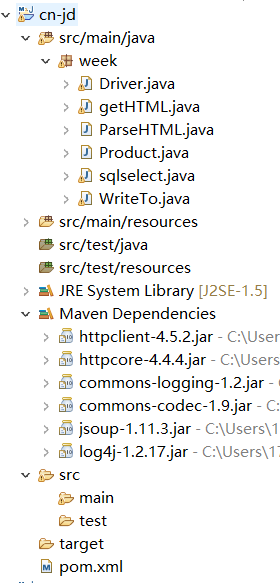 cn-jd
src/main/java
week
Driver.java
getHTML.java
ParseHTML.java
Product.java
sqlselect.java
WriteTo.java
src/main/resources
src/test/java
src/test/resources
JRE System Library [J2SE-1.5]
Maven Dependencies
httpclient-4.5.2.jar - C:\Users
httpcore-4.4.4.jar - C:\Users\
commons-logging-1.2.jar - C:
commons-codec-1.9.jar - C:\U
jsoup-1.11.3.jar - C:\Users\1
log4j-1.2.17.jar - C:\Users\17
src
main
test
target
pom.xml